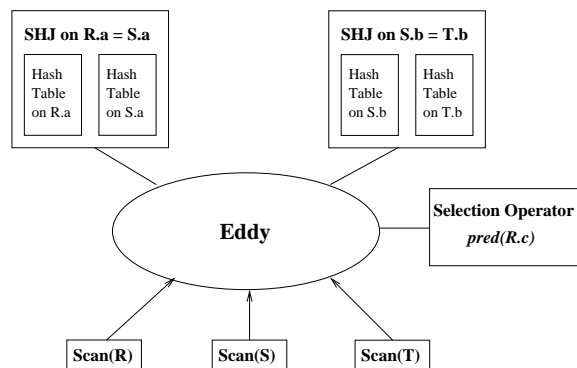 SHJ on R.a = S.a
Hash
Table
on R.a
Hash
Table
on S.a
SHJ on S.b = T.b
Hash
Table
on S.b
Hash
Table
on T.b
Eddy
Selection Operator
pred(R.c)
Scan(R)
Scan(S)
Scan(T)